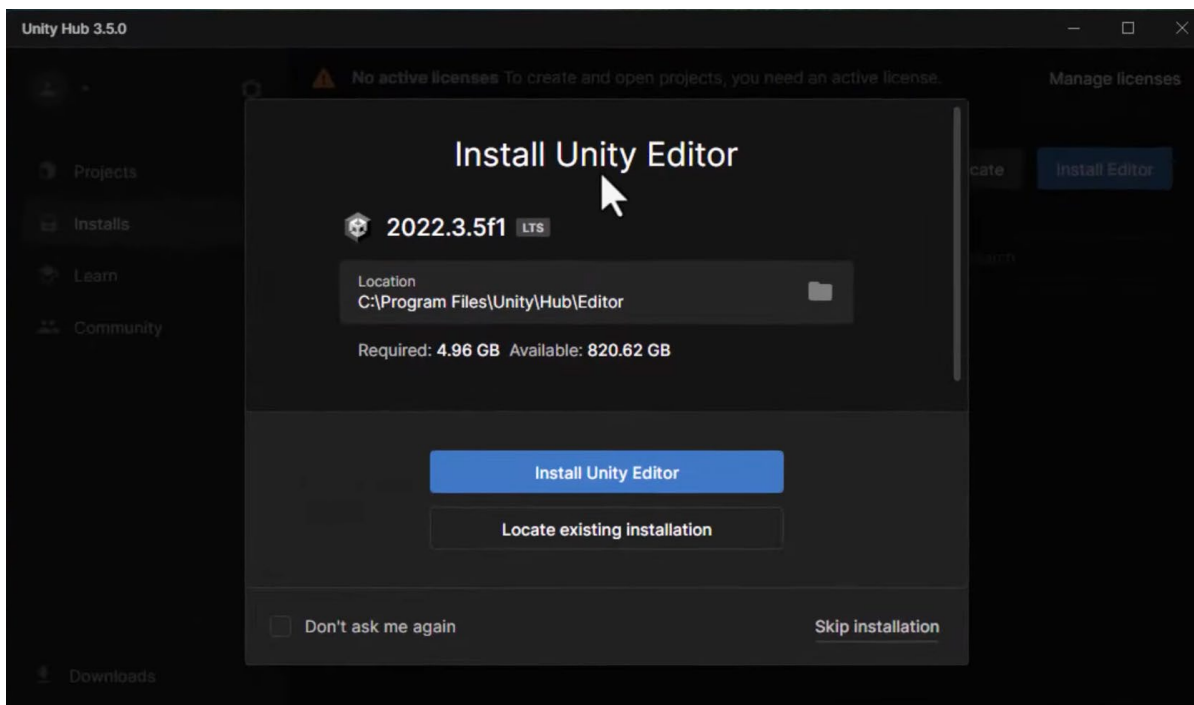 Unity Hub 3.5.0
No active licenses To create and open projects, you need an active license.
Manage licenses
Projects
Installs
Learn
Community
Downloads
cate
Install Editor
Install Unity Editor
2022.3.5f1 LTS
Location
C:\Program Files\Unity\Hub\Editor
Required: 4.96 GB Available: 820.62 GB
Install Unity Editor
Locate existing installation
Don't ask me again
Skip installation